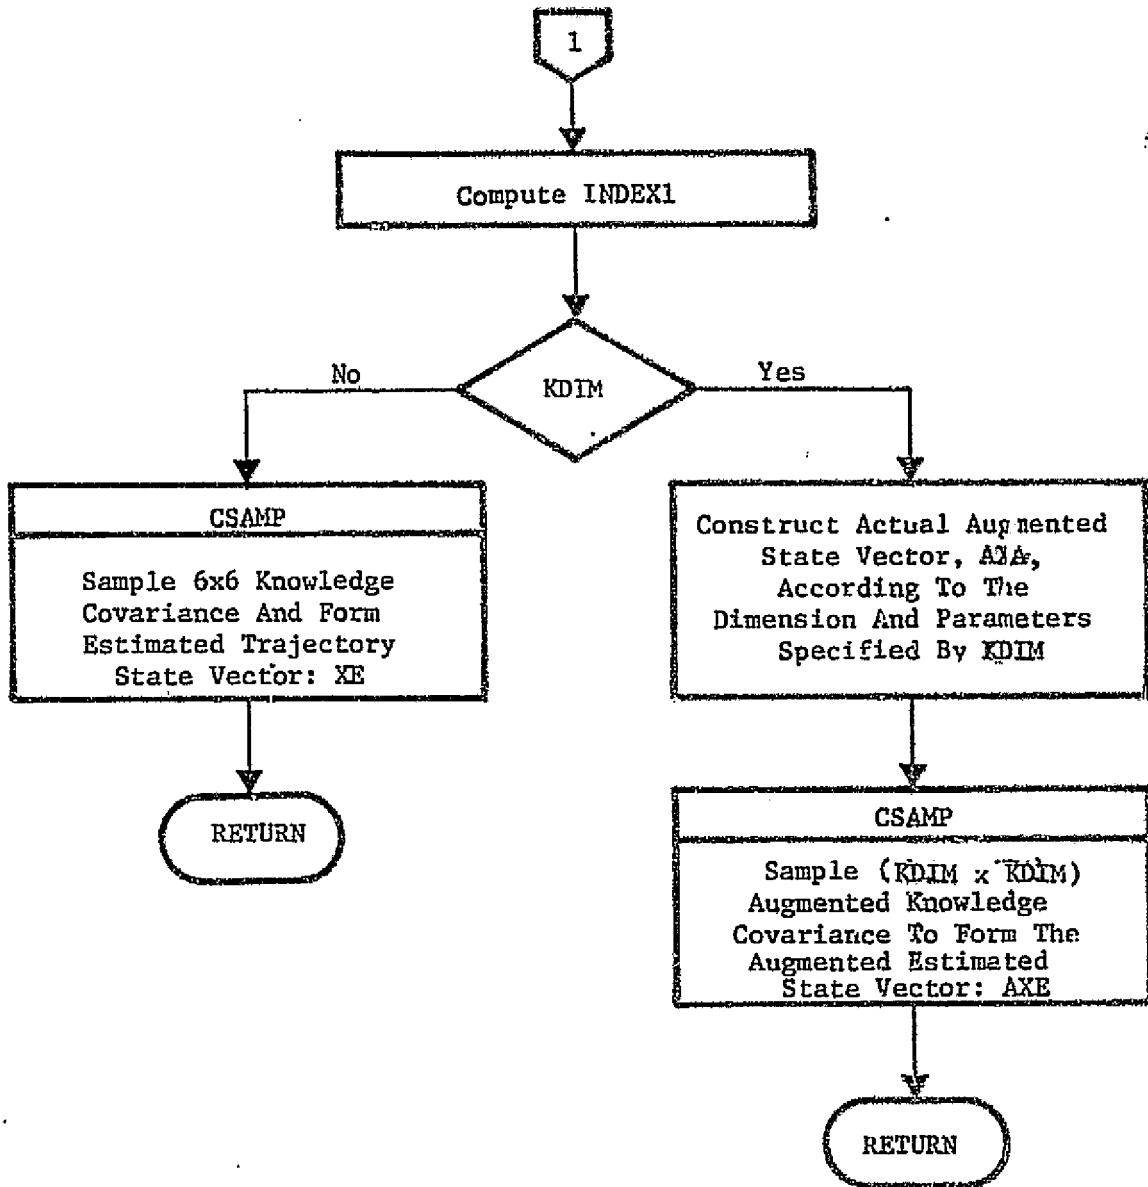 1
Compute INDEX1
KDIM
No
Yes
CSAMP
Sample 6x6 Knowledge
Covariance And Form
Estimated Trajectory
State Vector: XE
RETURN
Construct Actual Augmented
State Vector,
According To The
Dimension And Parameters
Specified By KDIM
CSAMP
Sample (KDIM x KDIM)
Augmented Knowledge
Covariance To Form The
Augmented Estimated
State Vector: AXE
RETURN